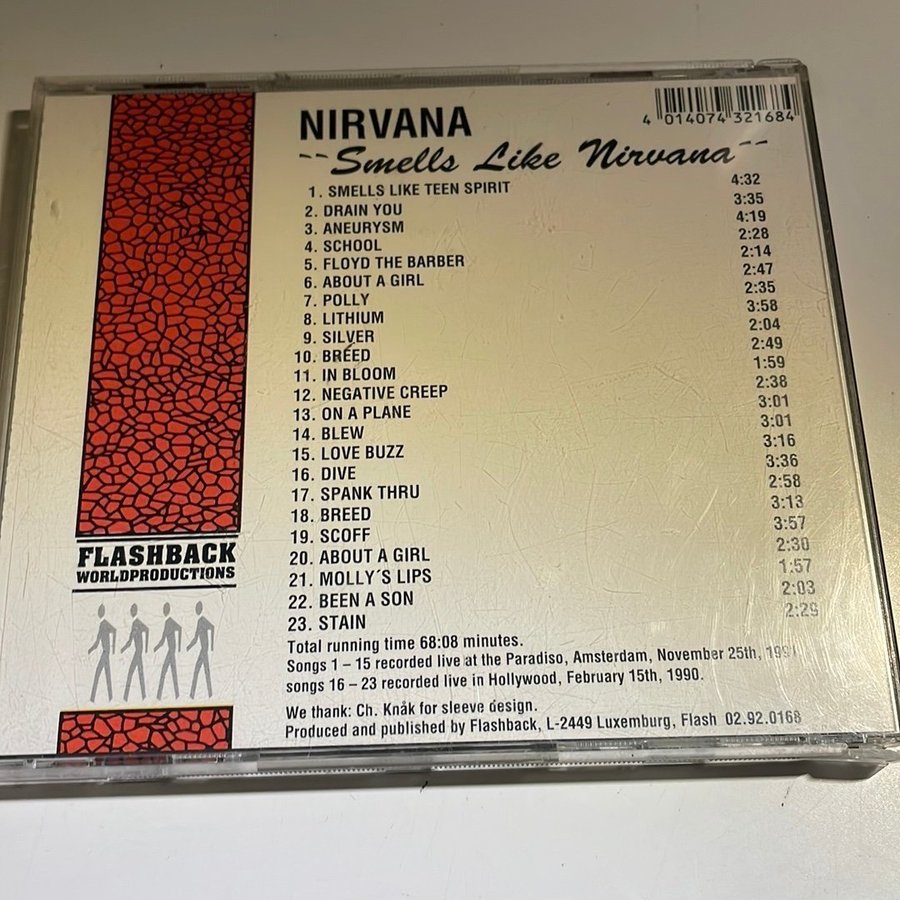 NIRVANA
4 014074 321684
--Smells Like Nirvana--
1. SMELLS LIKE TEEN SPIRIT 4:32
2. DRAIN YOU 3:35
3. ANEURYSM 4:19
4. SCHOOL 2:28
5. FLOYD THE BARBER 2:14
6. ABOUT A GIRL 2:47
7. POLLY 2:35
8. LITHIUM 3:58
9. SILVER 2:04
10. BREED 2:49
11. IN BLOOM 1:59
12. NEGATIVE CREEP 2:38
13. ON A PLANE 3:01
14. BLEW 3:01
15. LOVE BUZZ 3:16
16. DIVE 3:36
17. SPANK THRU 2:58
18. BREED 3:13
19. SCOFF 3:57
20. ABOUT A GIRL 2:30
21. MOLLY´S LIPS 1:57
22. BEEN A SON 2:03
23. STAIN 2:29
Total running time 68:08 minutes.
Songs 1 – 15 recorded live at the Paradiso, Amsterdam, November 25th, 1991,
songs 16 – 23 recorded live in Hollywood, February 15th, 1990.
We thank: Ch. Knåk for sleeve design.
Produced and published by Flashback, L-2449 Luxemburg, Flash 02.92.0168
FLASHBACK
WORLDPRODUCTIONS